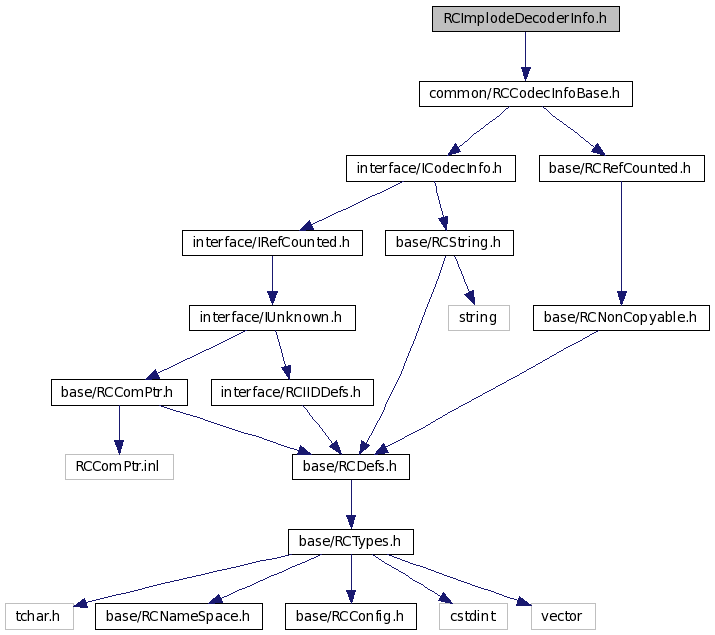 RCImplodeDecoderInfo.h
common/RCCodecInfoBase.h
interface/ICodecInfo.h
base/RCRefCounted.h
interface/IRefCounted.h
base/RCString.h
interface/IUnknown.h
string
base/RCNonCopyable.h
base/RCComPtr.h
interface/RCIIDDefs.h
RCComPtr.inl
base/RCDefs.h
base/RCTypes.h
tchar.h
base/RCNameSpace.h
base/RCConfig.h
cstdint
vector